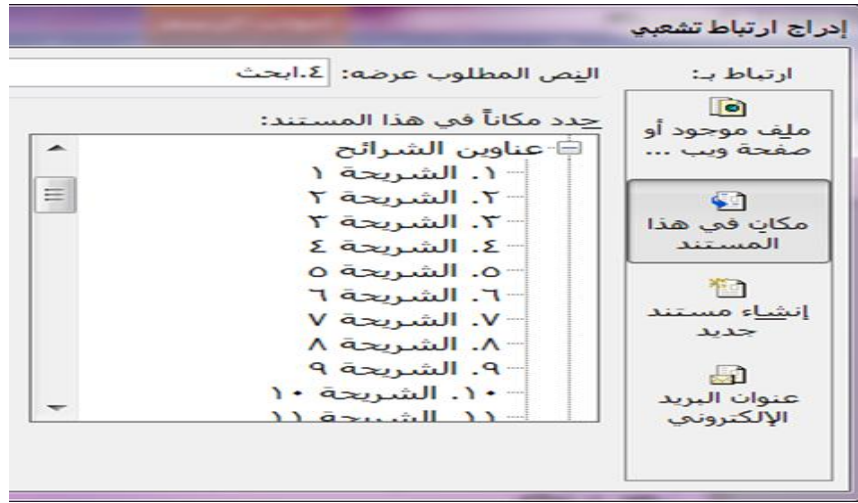 إدراج ارتباط تشعبي
ارتباط بـ:
النص المطلوب عرضه: ٤.ابحث
ملف موجود أو
صفحة ويب ...
مكان في هذا
المستند
إنشاء مستند
جديد
عنوان البريد
الإلكتروني
حدد مكاناً في هذا المستند:
عناوين الشرائح
١. الشريحة ١
٢. الشريحة ٢
٣. الشريحة ٣
٤. الشريحة ٤
٥. الشريحة ٥
٦. الشريحة ٦
٧. الشريحة ٧
٨. الشريحة ٨
٩. الشريحة ٩
١٠. الشريحة ١٠
١١. الشريحة ١١